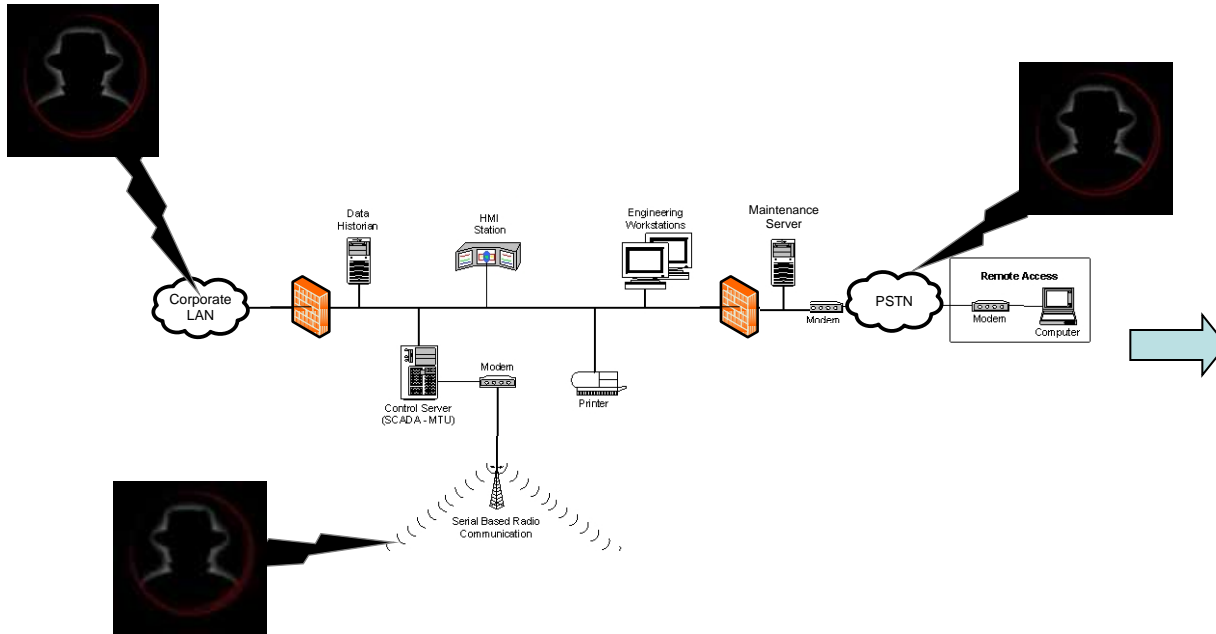 Data
Historian
HMI
Station
Engineering
Workstations
Maintenance
Server
Corporate
LAN
PSTN
Remote Access
Modem
Modem
Computer
Modem
Control Server
(SCADA - MTU)
Printer
Serial Based Radio
Communication